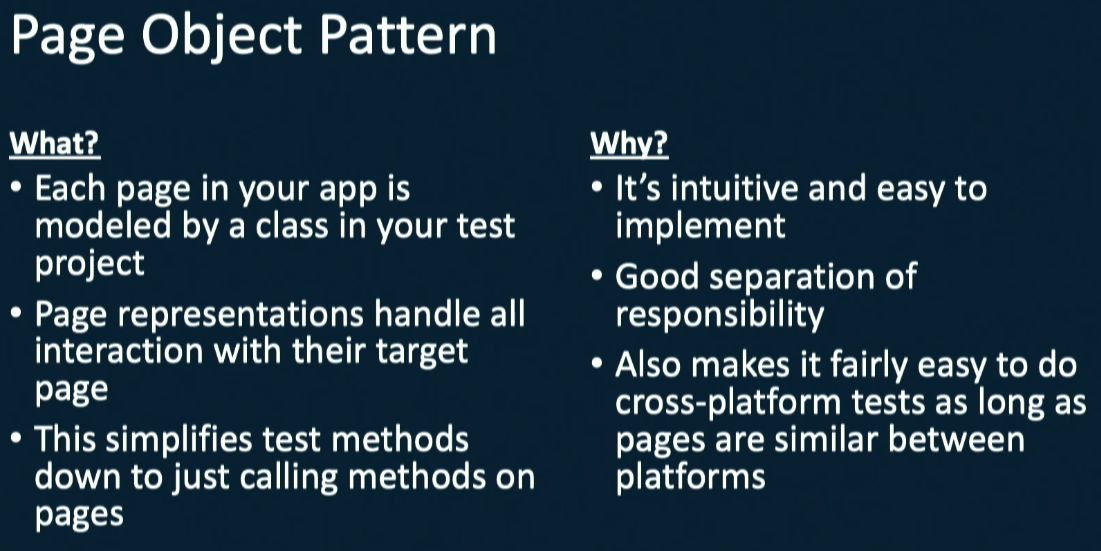 Page Object Pattern
What?
• Each page in your app is
modeled by a class in your test
project
• Page representations handle all
interaction with their target
page
• This simplifies test methods
down to just calling methods on
pages
Why?
• It's intuitive and easy to
implement
• Good separation of
responsibility
• Also makes it fairly easy to do
cross-platform tests as long as
pages are similar between
platforms